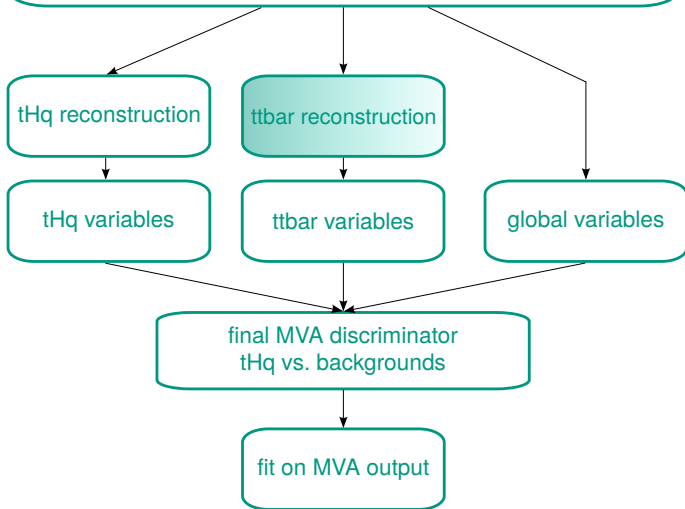 tHq reconstruction
ttbar reconstruction
tHq variables
ttbar variables
global variables
final MVA discriminator
tHq vs. backgrounds
fit on MVA output